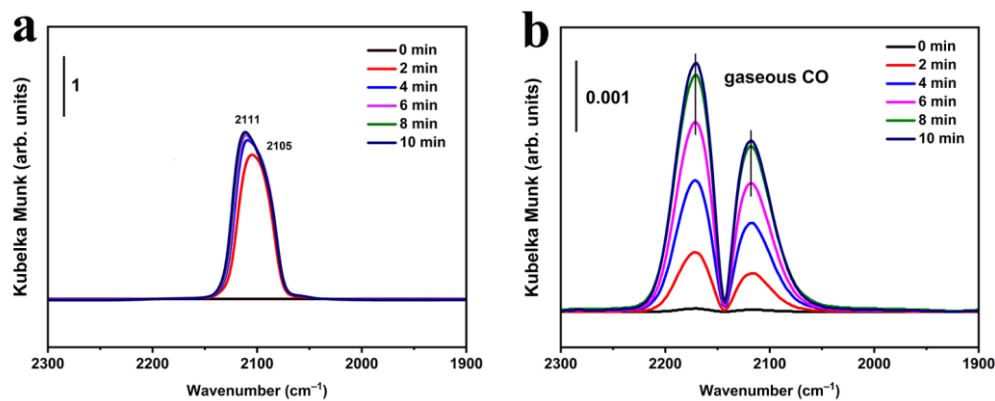 a
Kubelka Munk (arb. units)
1
2111
2105
0 min
2 min
4 min
6 min
8 min
10 min
2300
2200
2100
2000
1900
Wavenumber (cm⁻¹)
b
Kubelka Munk (arb. units)
0.001
gaseous CO
0 min
2 min
4 min
6 min
8 min
10 min
2300
2200
2100
2000
1900
Wavenumber (cm⁻¹)